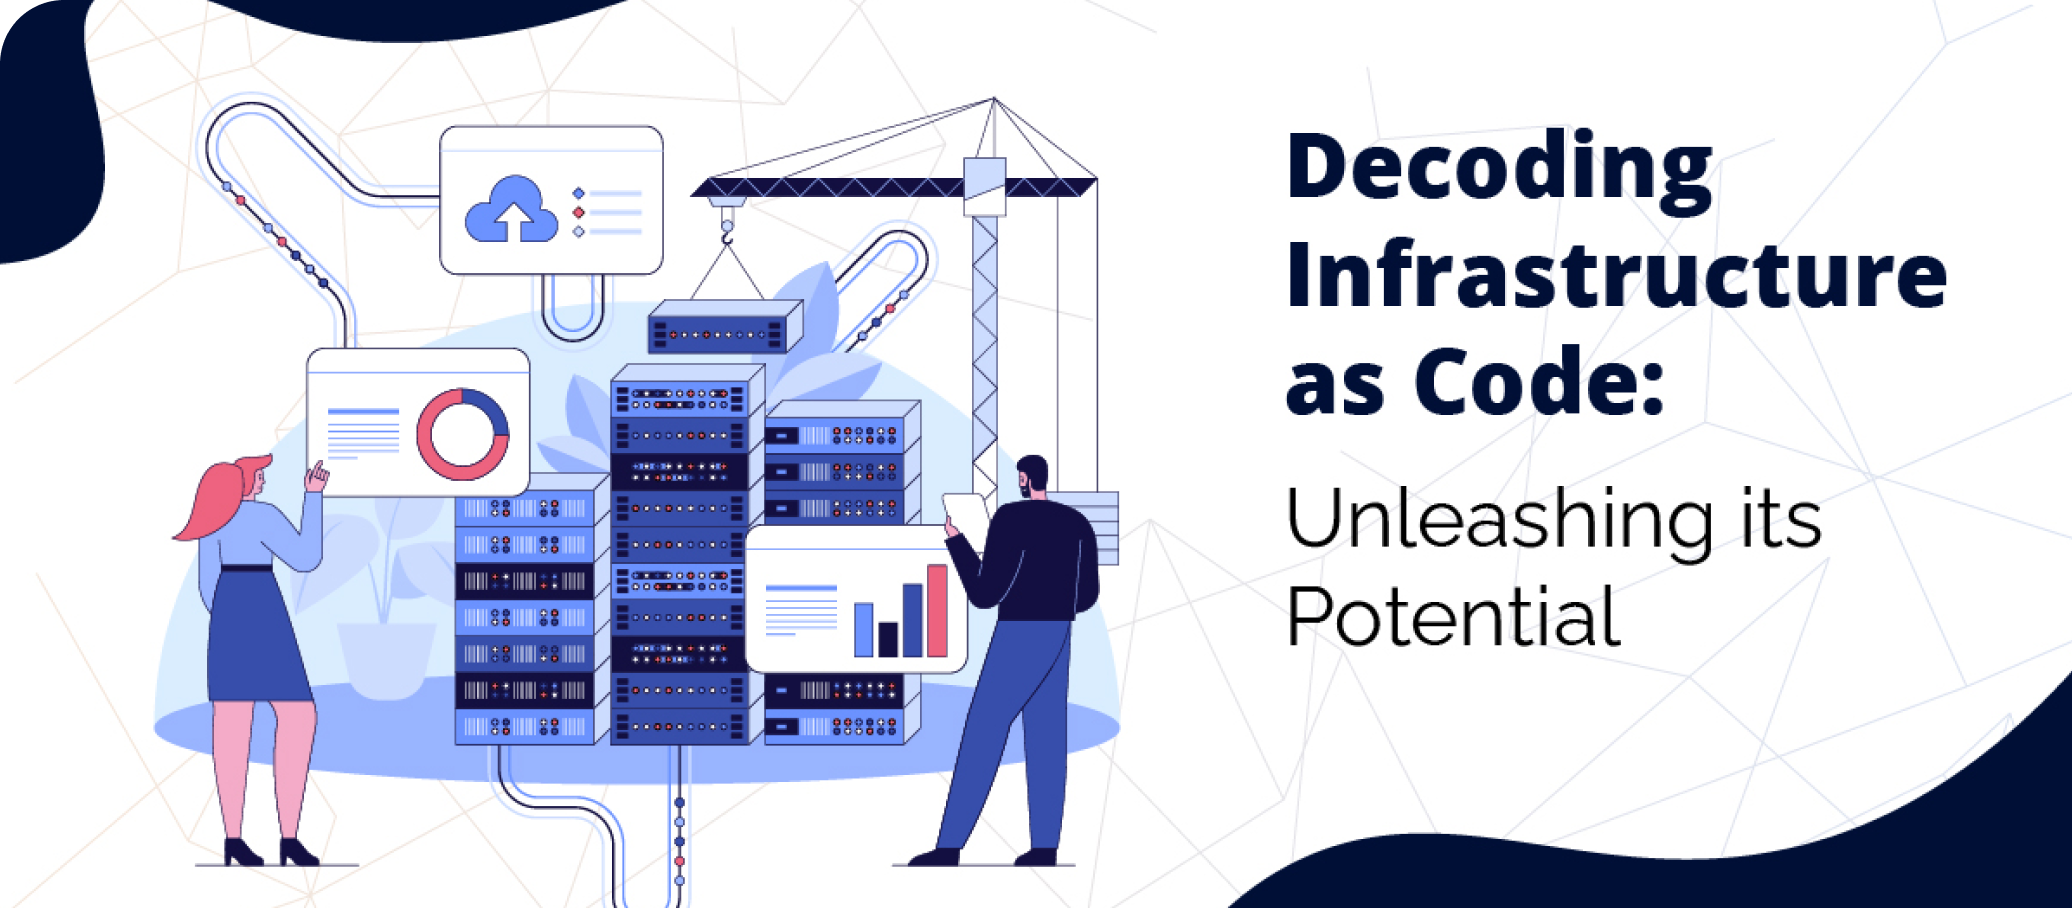 Decoding
Infrastructure
as Code:
Unleashing its
Potential